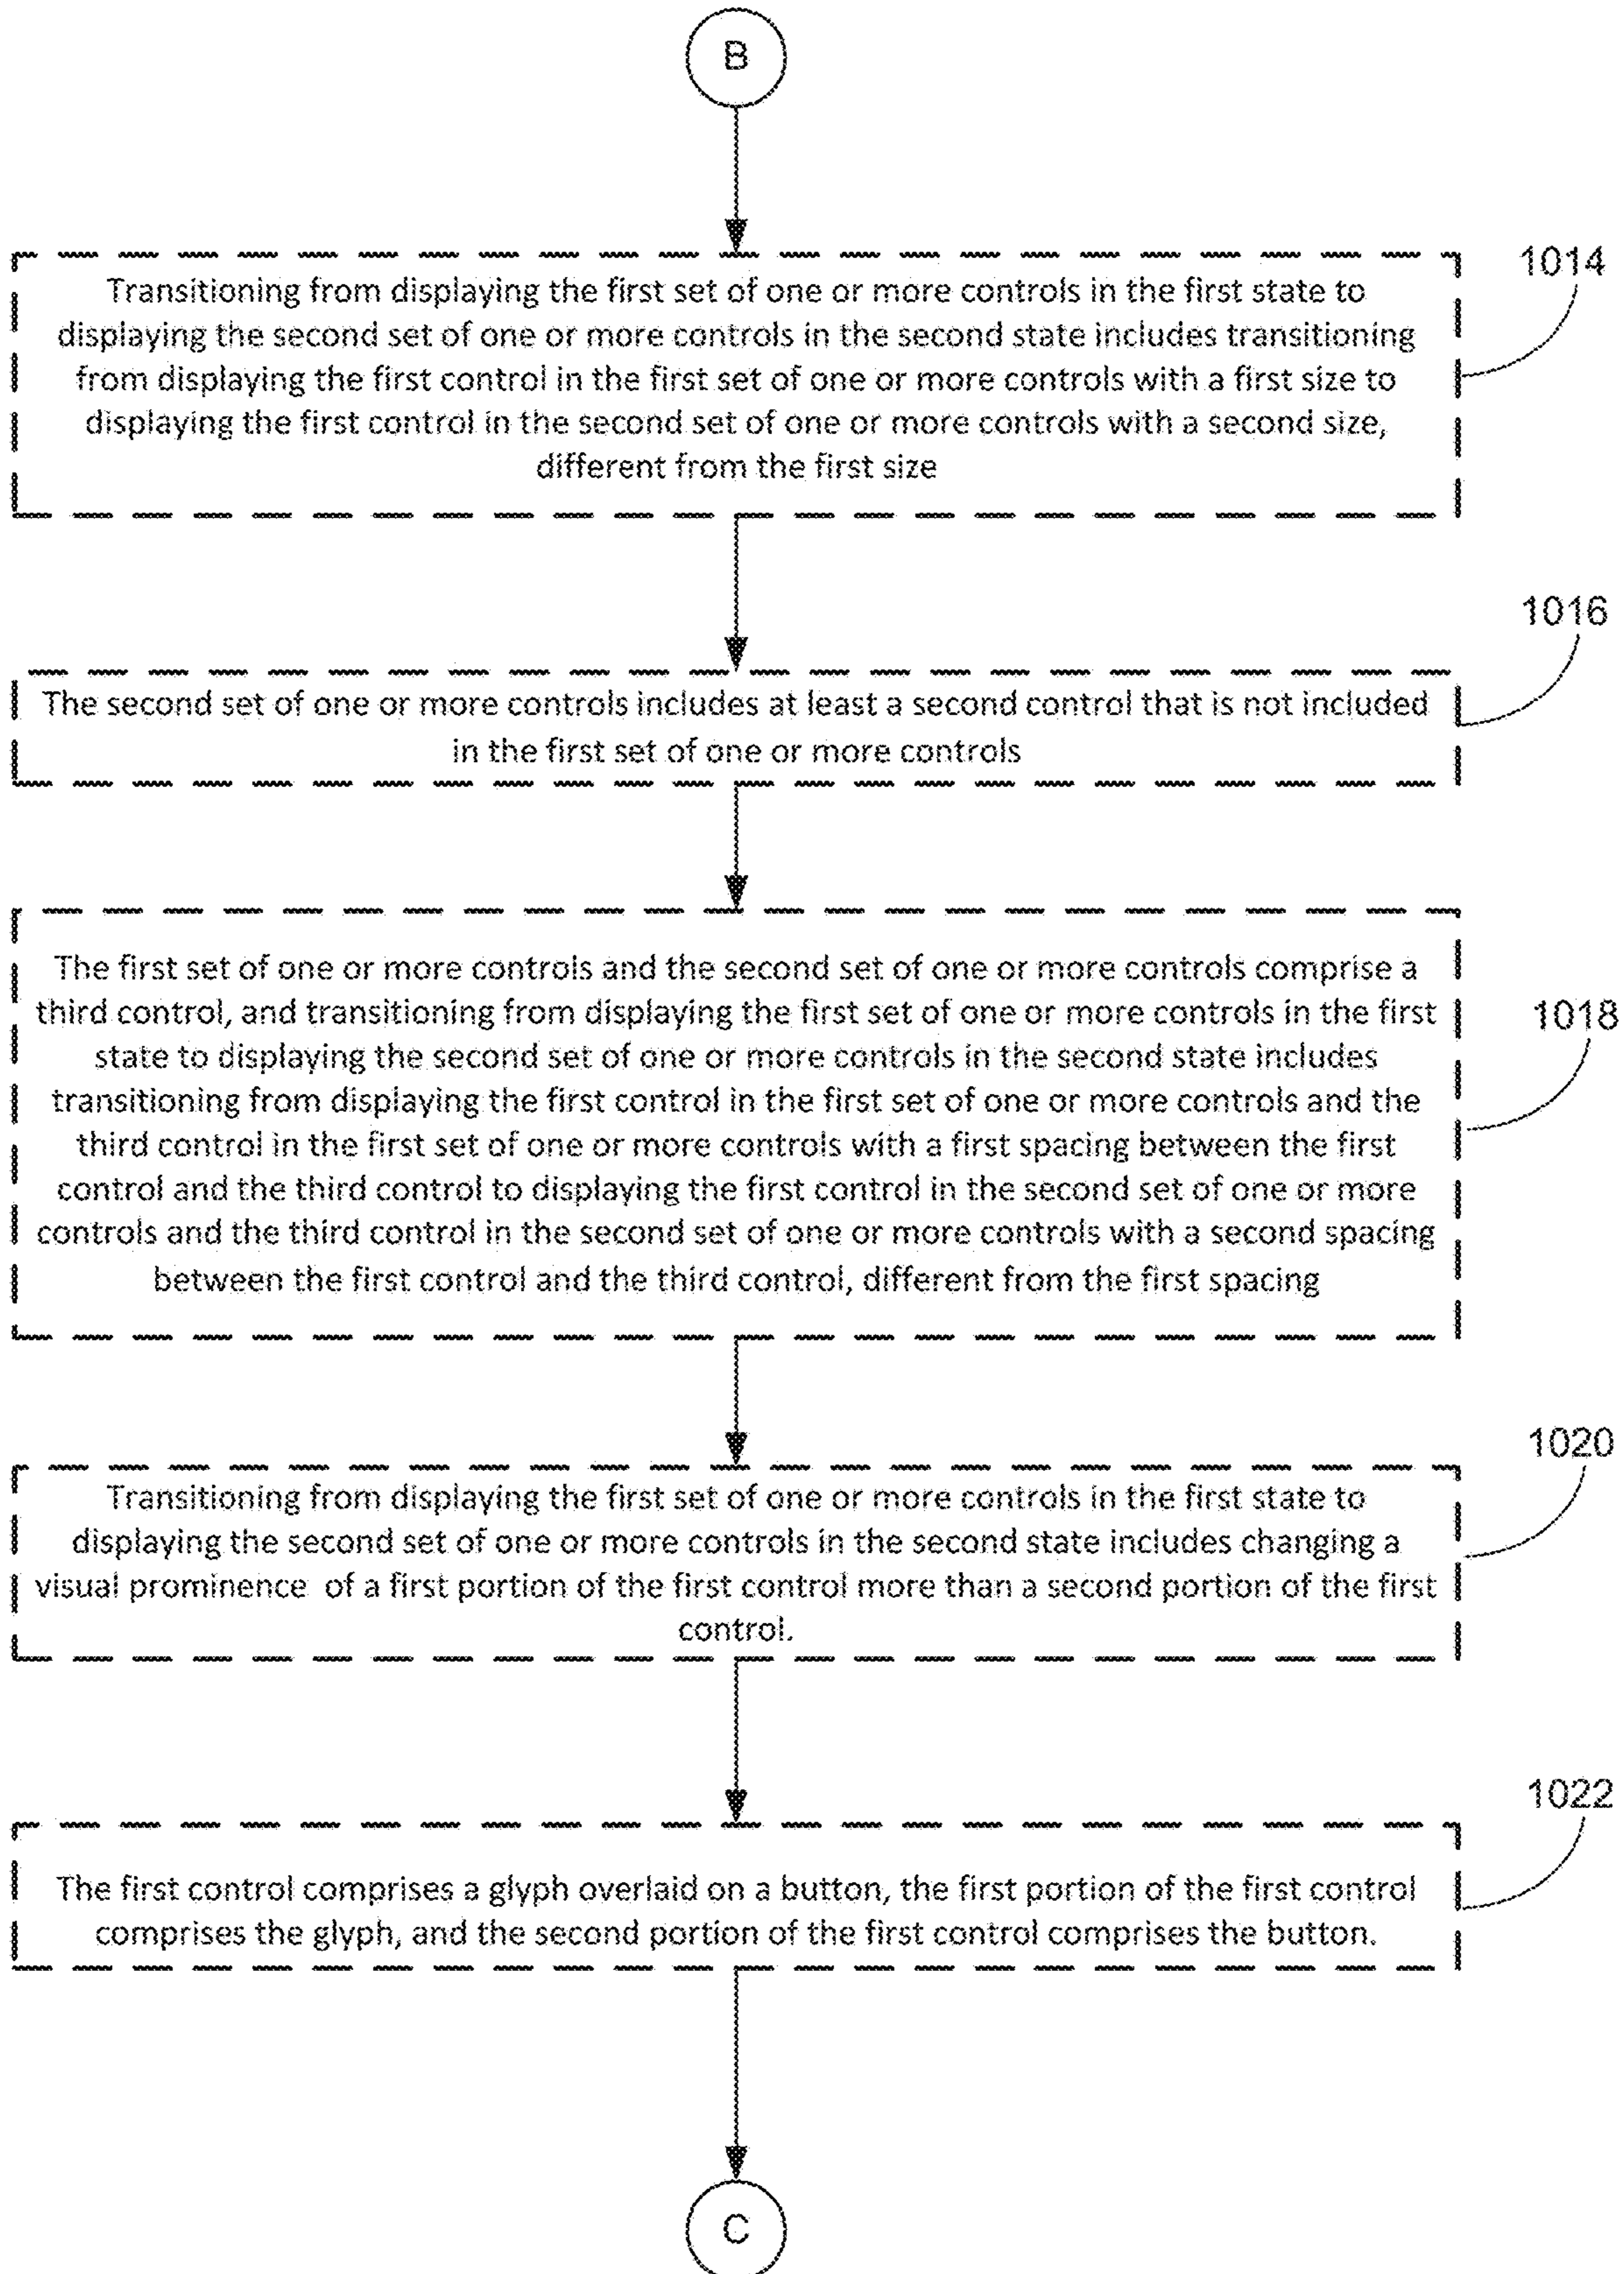 B
1014
Transitioning from displaying the first set of one or more controls in the first state to
displaying the second set of one or more controls in the second state includes transitioning
from displaying the first control in the first set of one or more controls with a first size to
displaying the first control in the second set of one or more controls with a second size,
different from the first size
1016
The second set of one or more controls includes at least a second control that is not included
in the first set of one or more controls
1018
The first set of one or more controls and the second set of one or more controls comprise a
third control, and transitioning from displaying the first set of one or more controls in the first
state to displaying the second set of one or more controls in the second state includes
transitioning from displaying the first control in the first set of one or more controls and the
third control in the first set of one or more controls with a first spacing between the first
control and the third control to displaying the first control in the second set of one or more
controls and the third control in the second set of one or more controls with a second spacing
between the first control and the third control, different from the first spacing
1020
Transitioning from displaying the first set of one or more controls in the first state to
displaying the second set of one or more controls in the second state includes changing a
visual prominence of a first portion of the first control more than a second portion of the first
control.
1022
The first control comprises a glyph overlaid on a button, the first portion of the first control
comprises the glyph, and the second portion of the first control comprises the button.
C